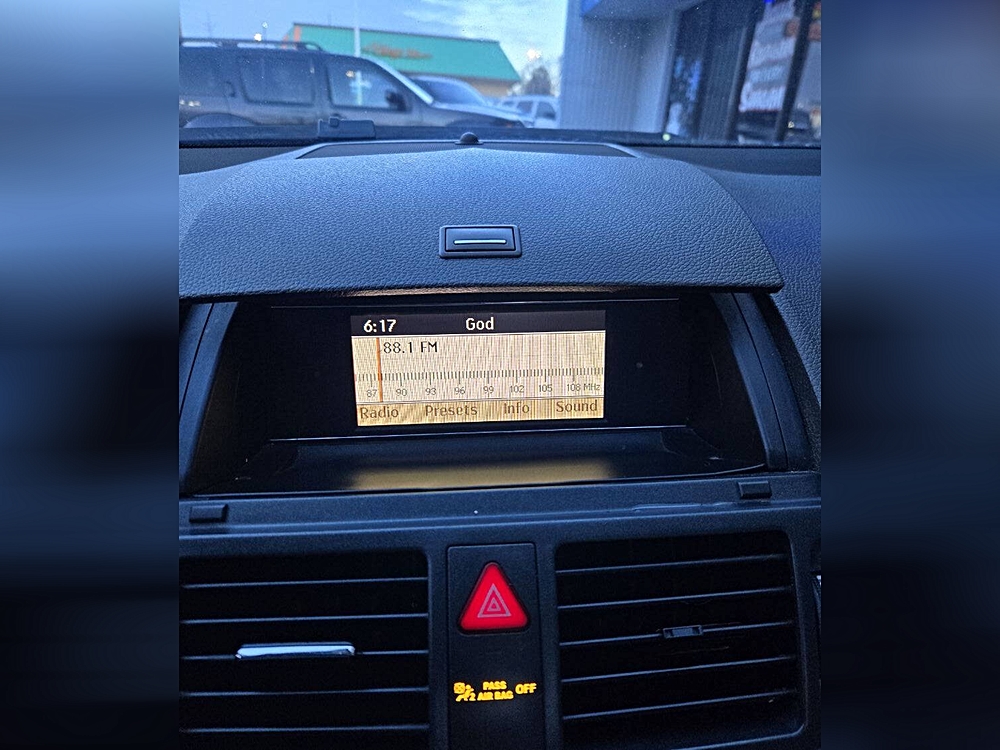 6:17 God
88.1 FM
87 90 93 96 99 102 105 108 MHz
Radio Presets Info Sound
PASS
2 AIR BAG OFF